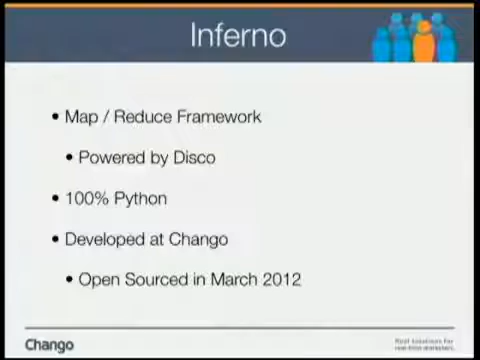 Inferno
• Map / Reduce Framework
• Powered by Disco
• 100% Python
• Developed at Chango
• Open Sourced in March 2012
Chango